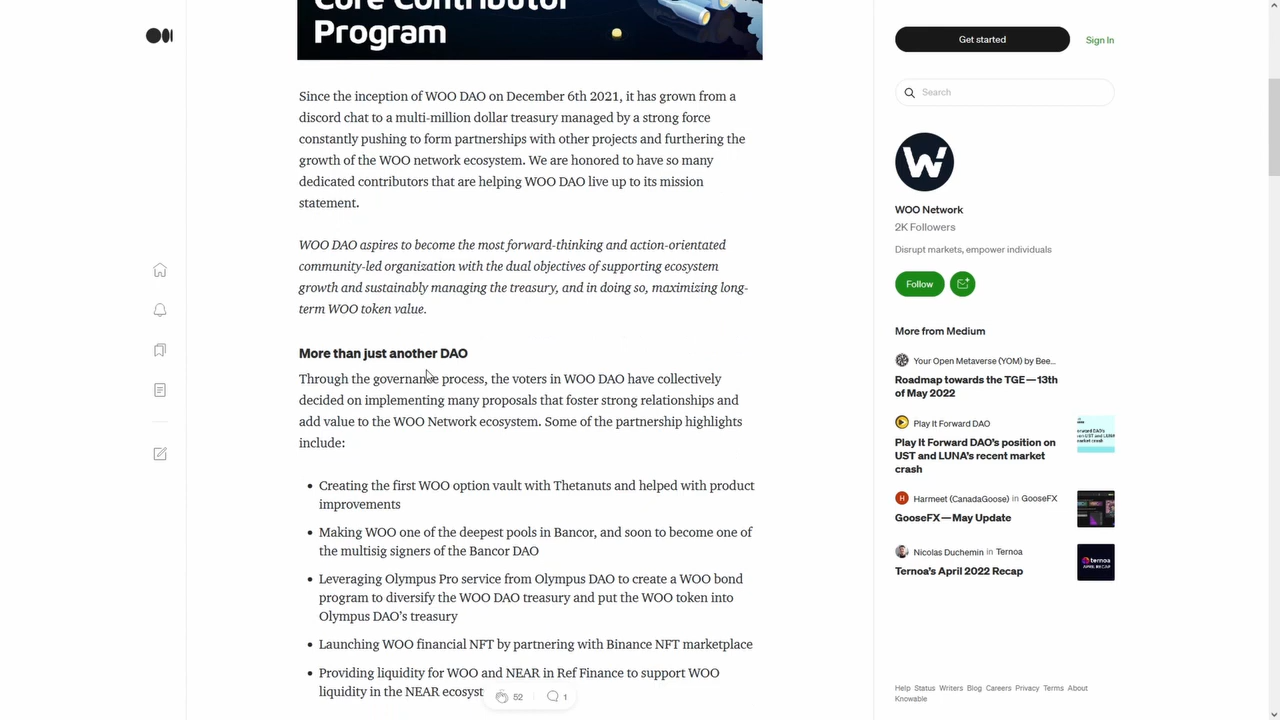 Core Contributor
Program
Since the inception of WOO DAO on December 6th 2021, it has grown from a
discord chat to a multi-million dollar treasury managed by a strong force
constantly pushing to form partnerships with other projects and furthering the
growth of the WOO network ecosystem. We are honored to have so many
dedicated contributors that are helping WOO DAO live up to its mission
statement.
WOO DAO aspires to become the most forward-thinking and action-orientated
community-led organization with the dual objectives of supporting ecosystem
growth and sustainably managing the treasury, and in doing so, maximizing long-
term WOO token value.
More than just another DAO
Through the governance process, the voters in WOO DAO have collectively
decided on implementing many proposals that foster strong relationships and
add value to the WOO Network ecosystem. Some of the partnership highlights
include:
• Creating the first WOO option vault with Thetanuts and helped with product
improvements
• Making WOO one of the deepest pools in Bancor, and soon to become one of
the multisig signers of the Bancor DAO
• Leveraging Olympus Pro service from Olympus DAO to create a WOO bond
program to diversify the WOO DAO treasury and put the WOO token into
Olympus DAO's treasury
• Launching WOO financial NFT by partnering with Binance NFT marketplace
• Providing liquidity for WOO and NEAR in Ref Finance to support WOO
liquidity in the NEAR ecosyst
52
1
Get started
Sign In
Search
WOO Network
2K Followers
Disrupt markets, empower individuals
Follow
More from Medium
Your Open Metaverse (YOM) by Bee...
Roadmap towards the TGE — 13th
of May 2022
Play It Forward DAO
Play It Forward DAO's position on
UST and LUNA's recent market
crash
H
Harmeet (CanadaGoose) in GooseFX
GooseFX — May Update
Nicolas Duchemin in Ternoa
Ternoa's April 2022 Recap
ternoa
APRIL RECAP
Help Status Writers Blog Careers Privacy Terms About
Knowable